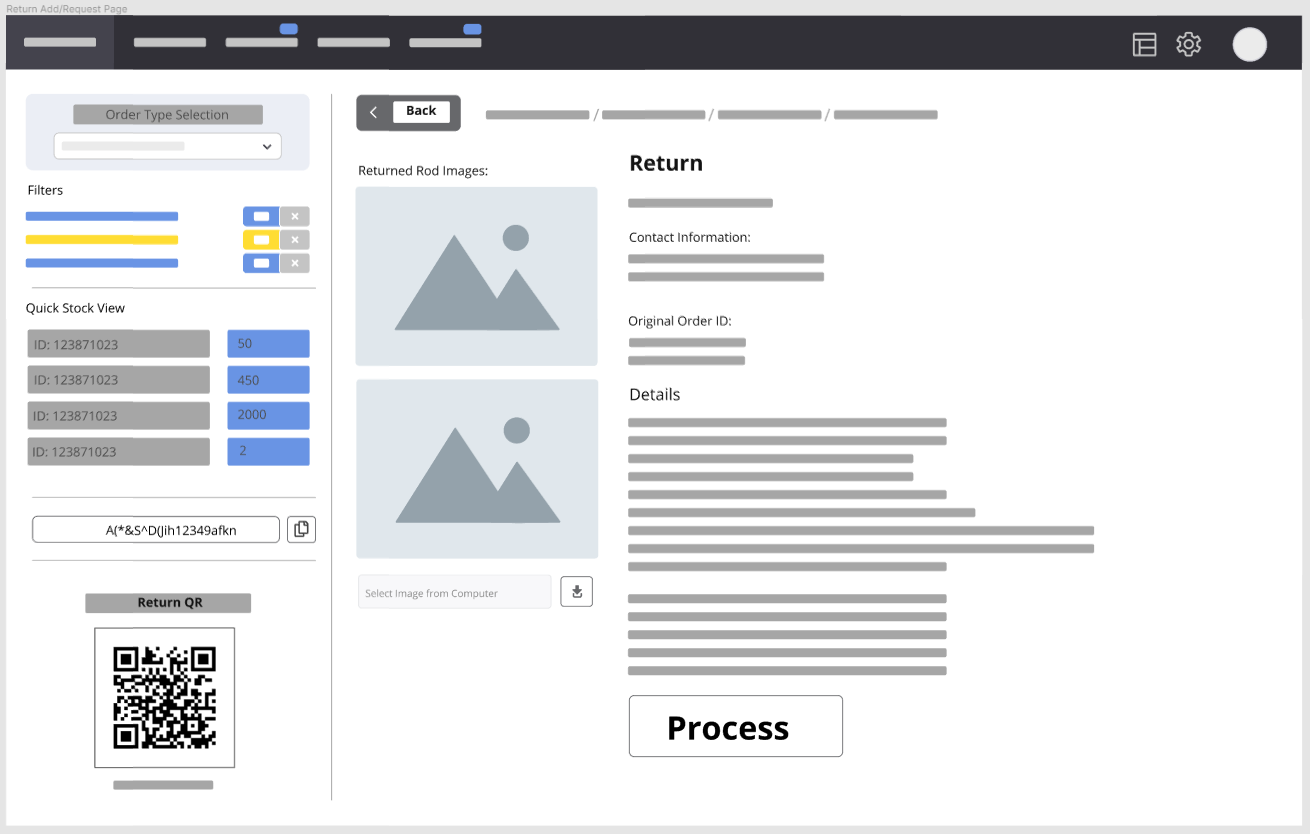 Return Add/Request Page
Order Type Selection
Filters
Quick Stock View
ID: 123871023
50
ID: 123871023
450
ID: 123871023
2000
ID: 123871023
2
A(*&S^D(Jih12349afkn
Return QR
Back
/ / /
Returned Rod Images:
Select Image from Computer
Return
Contact Information:
Original Order ID:
Details
Process